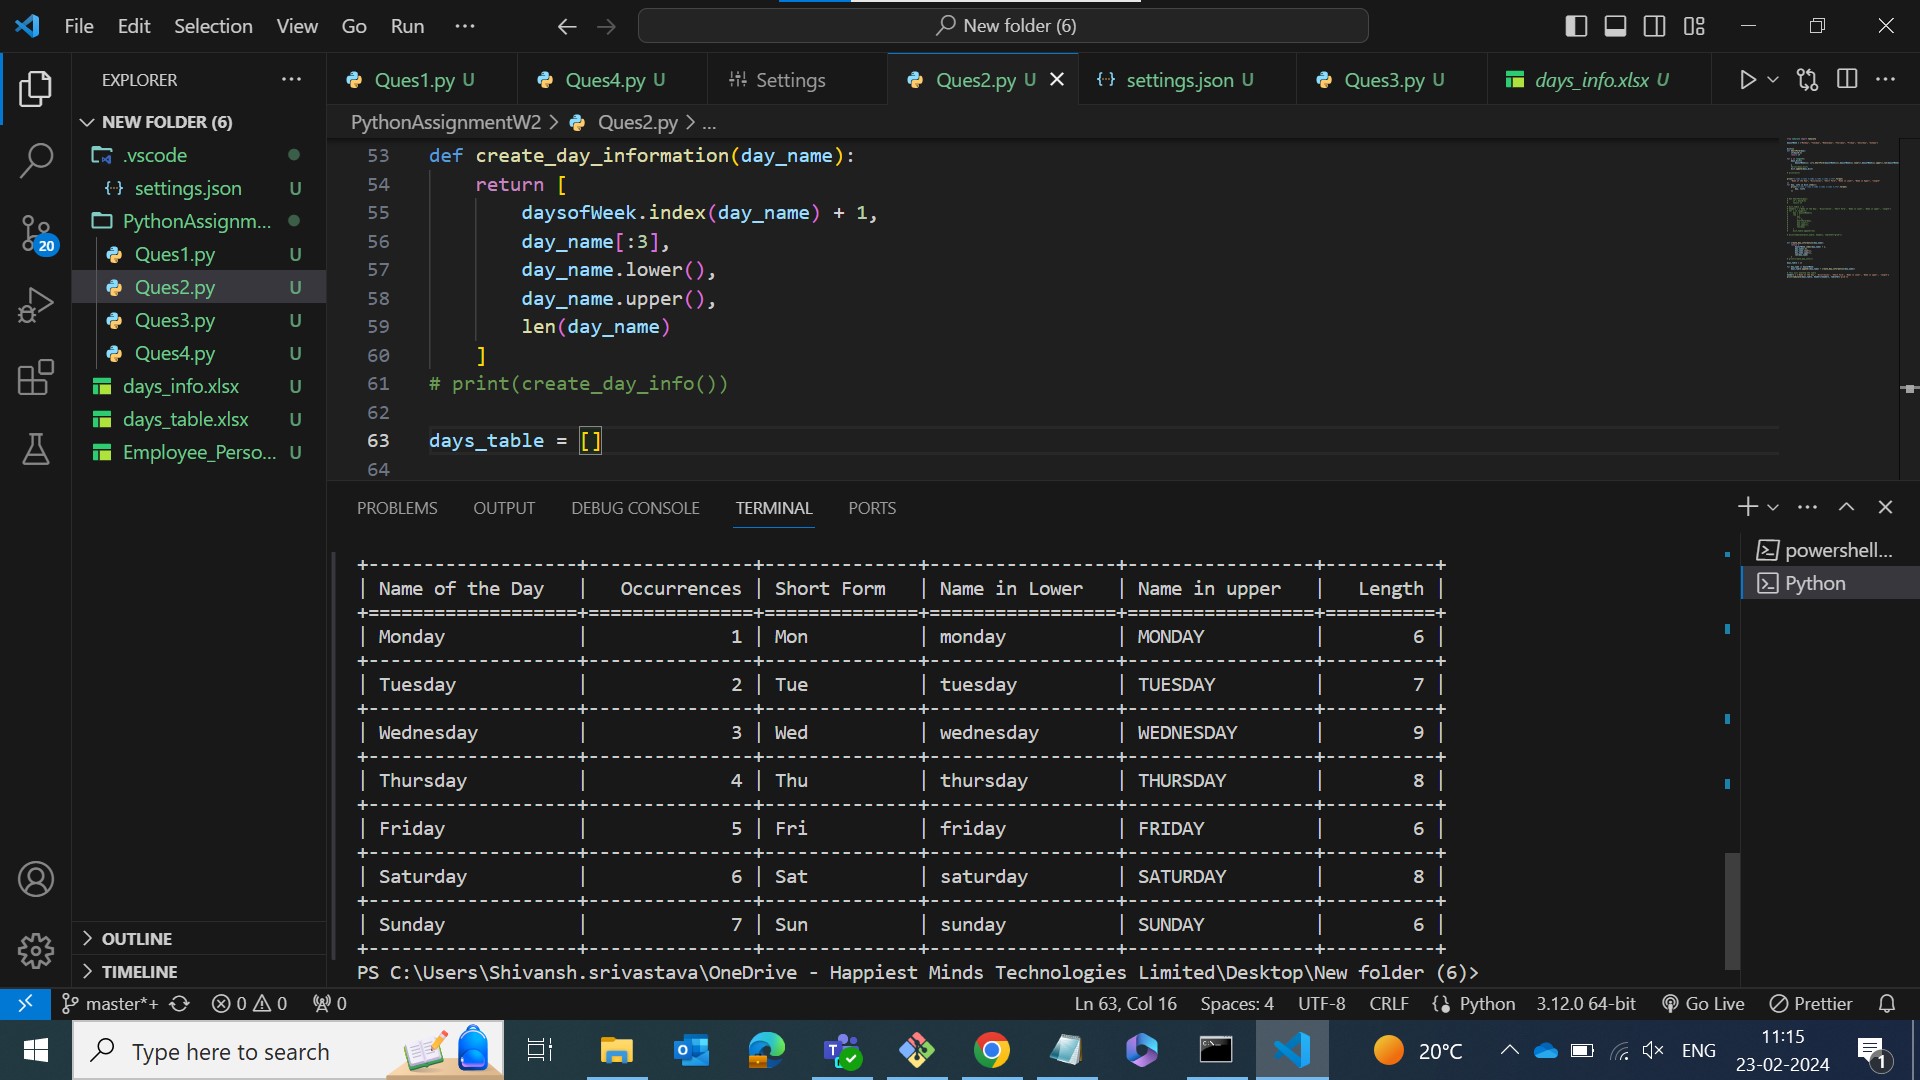 File Edit Selection View Go Run ···
New folder (6)
EXPLORER
NEW FOLDER (6)
.vscode
settings.json U
PythonAssignm...
Ques1.py U
Ques2.py U
Ques3.py U
Ques4.py U
days_info.xlsx U
days_table.xlsx U
Employee_Perso... U
OUTLINE
TIMELINE
20
Ques1.py U Ques4.py U Settings Ques2.py U settings.json U Ques3.py U days_info.xlsx U
PythonAssignmentW2 > Ques2.py > ...
53 def create_day_information(day_name):
54 return [
55 daysofWeek.index(day_name) + 1,
56 day_name[:3],
57 day_name.lower(),
58 day_name.upper(),
59 len(day_name)
60 ]
61 # print(create_day_info())
62
63 days_table = []
64
PROBLEMS OUTPUT DEBUG CONSOLE TERMINAL PORTS
powershell...
Python
+-------------------+---------------+--------------+-----------------+-----------------+----------+
| Name of the Day | Occurrences | Short Form | Name in Lower | Name in upper | Length |
+===================+===============+==============+=================+=================+==========+
| Monday | 1 | Mon | monday | MONDAY | 6 |
+-------------------+---------------+--------------+-----------------+-----------------+----------+
| Tuesday | 2 | Tue | tuesday | TUESDAY | 7 |
+-------------------+---------------+--------------+-----------------+-----------------+----------+
| Wednesday | 3 | Wed | wednesday | WEDNESDAY | 9 |
+-------------------+---------------+--------------+-----------------+-----------------+----------+
| Thursday | 4 | Thu | thursday | THURSDAY | 8 |
+-------------------+---------------+--------------+-----------------+-----------------+----------+
| Friday | 5 | Fri | friday | FRIDAY | 6 |
+-------------------+---------------+--------------+-----------------+-----------------+----------+
| Saturday | 6 | Sat | saturday | SATURDAY | 8 |
+-------------------+---------------+--------------+-----------------+-----------------+----------+
| Sunday | 7 | Sun | sunday | SUNDAY | 6 |
+-------------------+---------------+--------------+-----------------+-----------------+----------+
PS C:\Users\Shivansh.srivastava\OneDrive - Happiest Minds Technologies Limited\Desktop\New folder (6)>
master*+ 0 0 0 Ln 63, Col 16 Spaces: 4 UTF-8 CRLF Python 3.12.0 64-bit Go Live Prettier
Type here to search
20°C ENG
11:15
23-02-2024
1